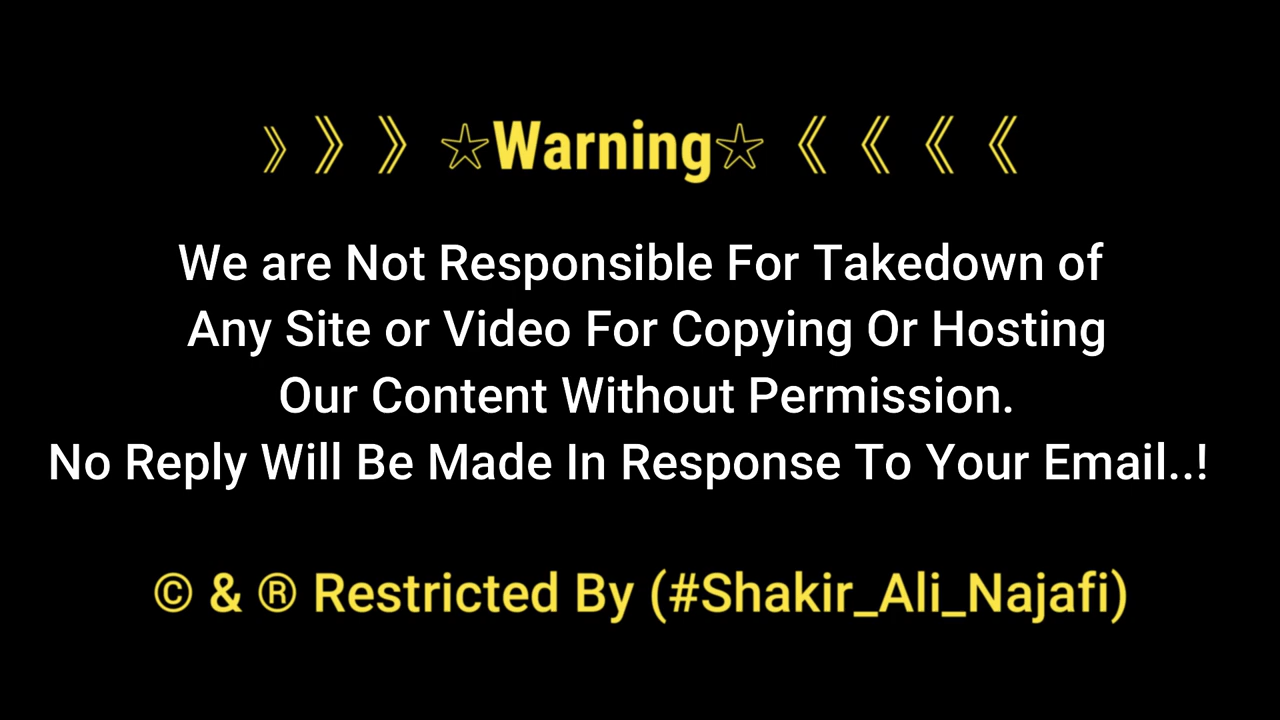 》》》☆Warning☆《《《《
We are Not Responsible For Takedown of
Any Site or Video For Copying Or Hosting
Our Content Without Permission.
No Reply Will Be Made In Response To Your Email..!
© & ® Restricted By (#Shakir_Ali_Najafi)